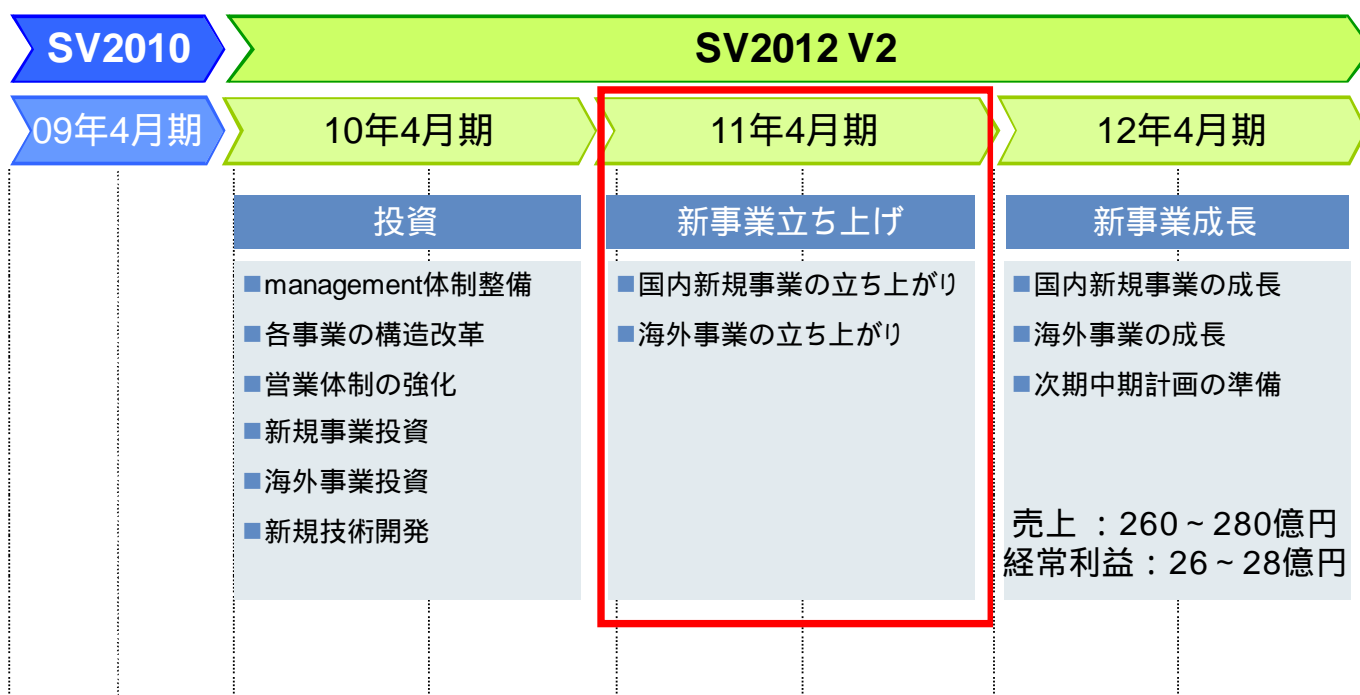 SV2010
SV2012 V2
09年4月期
10年4月期
11年4月期
12年4月期
投資
■management体制整備
■各事業の構造改革
■営業体制の強化
■新規事業投資
■海外事業投資
■新規技術開発
新事業立ち上げ
■国内新規事業の立ち上がり
■海外事業の立ち上がり
新事業成長
■国内新規事業の成長
■海外事業の成長
■次期中期計画の準備
売上 ：260～280億円
経常利益：26～28億円